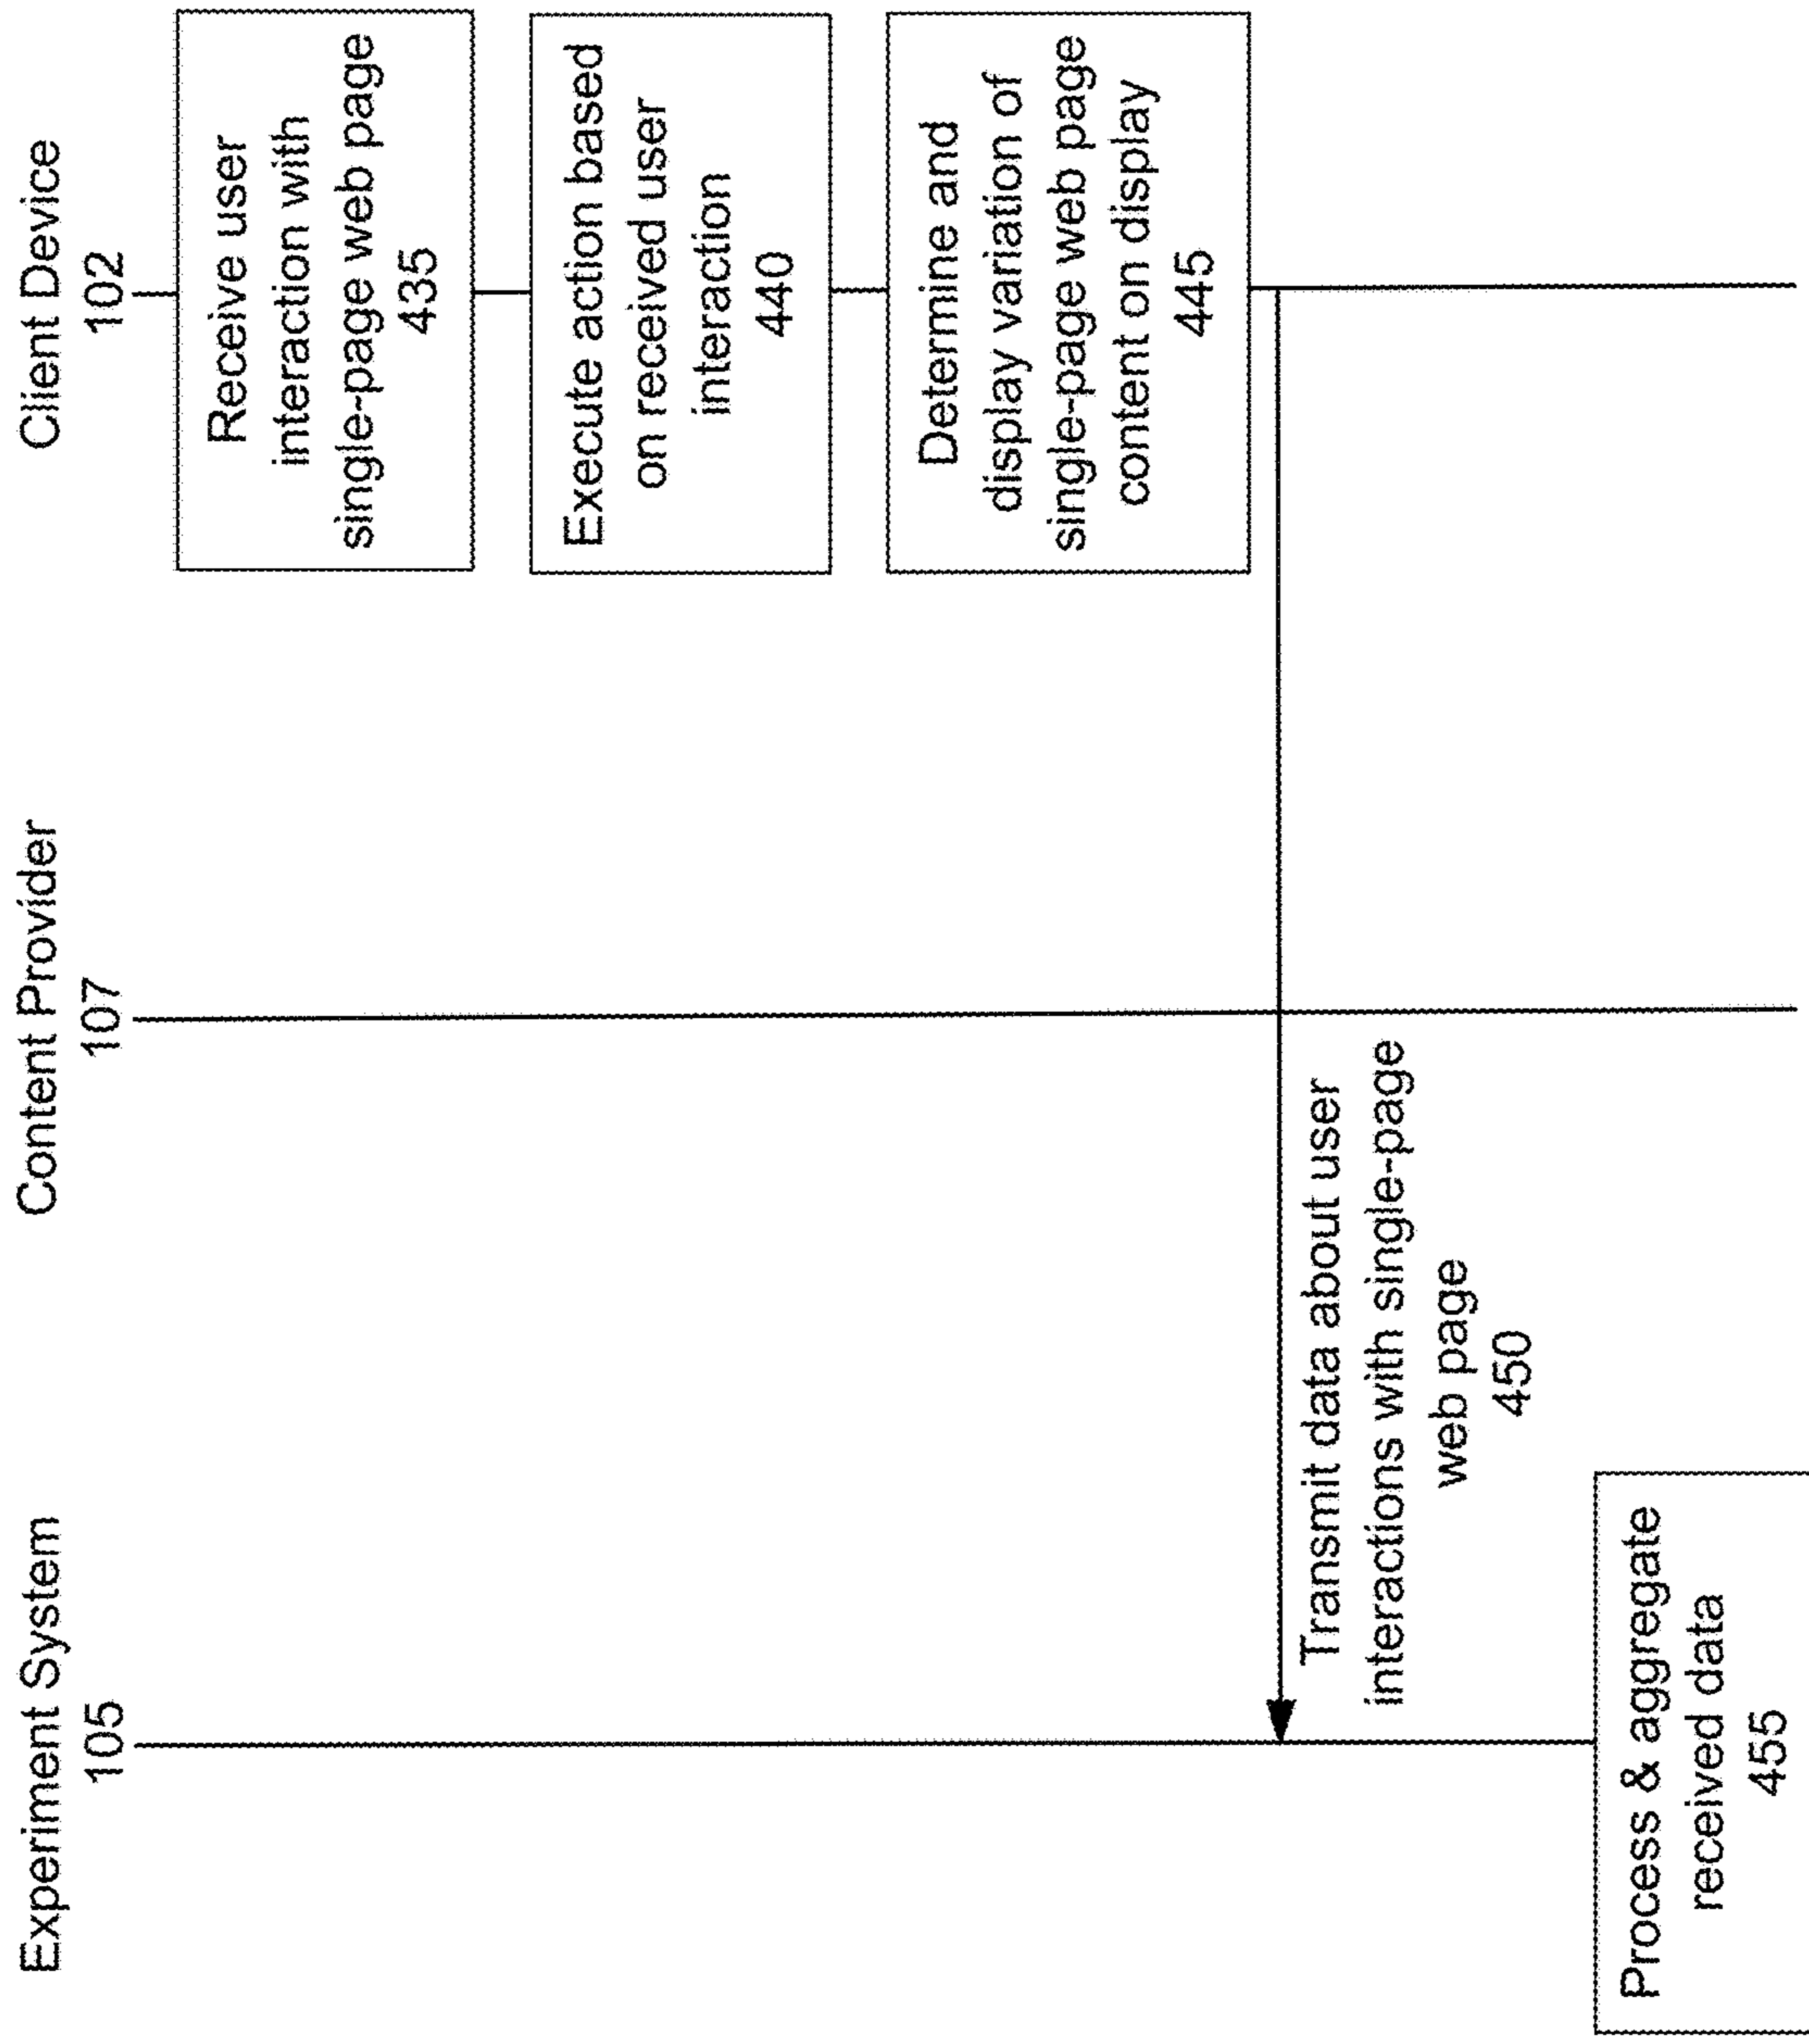 Experiment System
105
Content Provider
107
Client Device
102
Receive user
interaction with
single-page web page
435
Execute action based
on received user
interaction
440
Determine and
display variation of
single-page web page
content on display
445
Transmit data about user
interactions with single-page
web page
450
Process & aggregate
received data
455